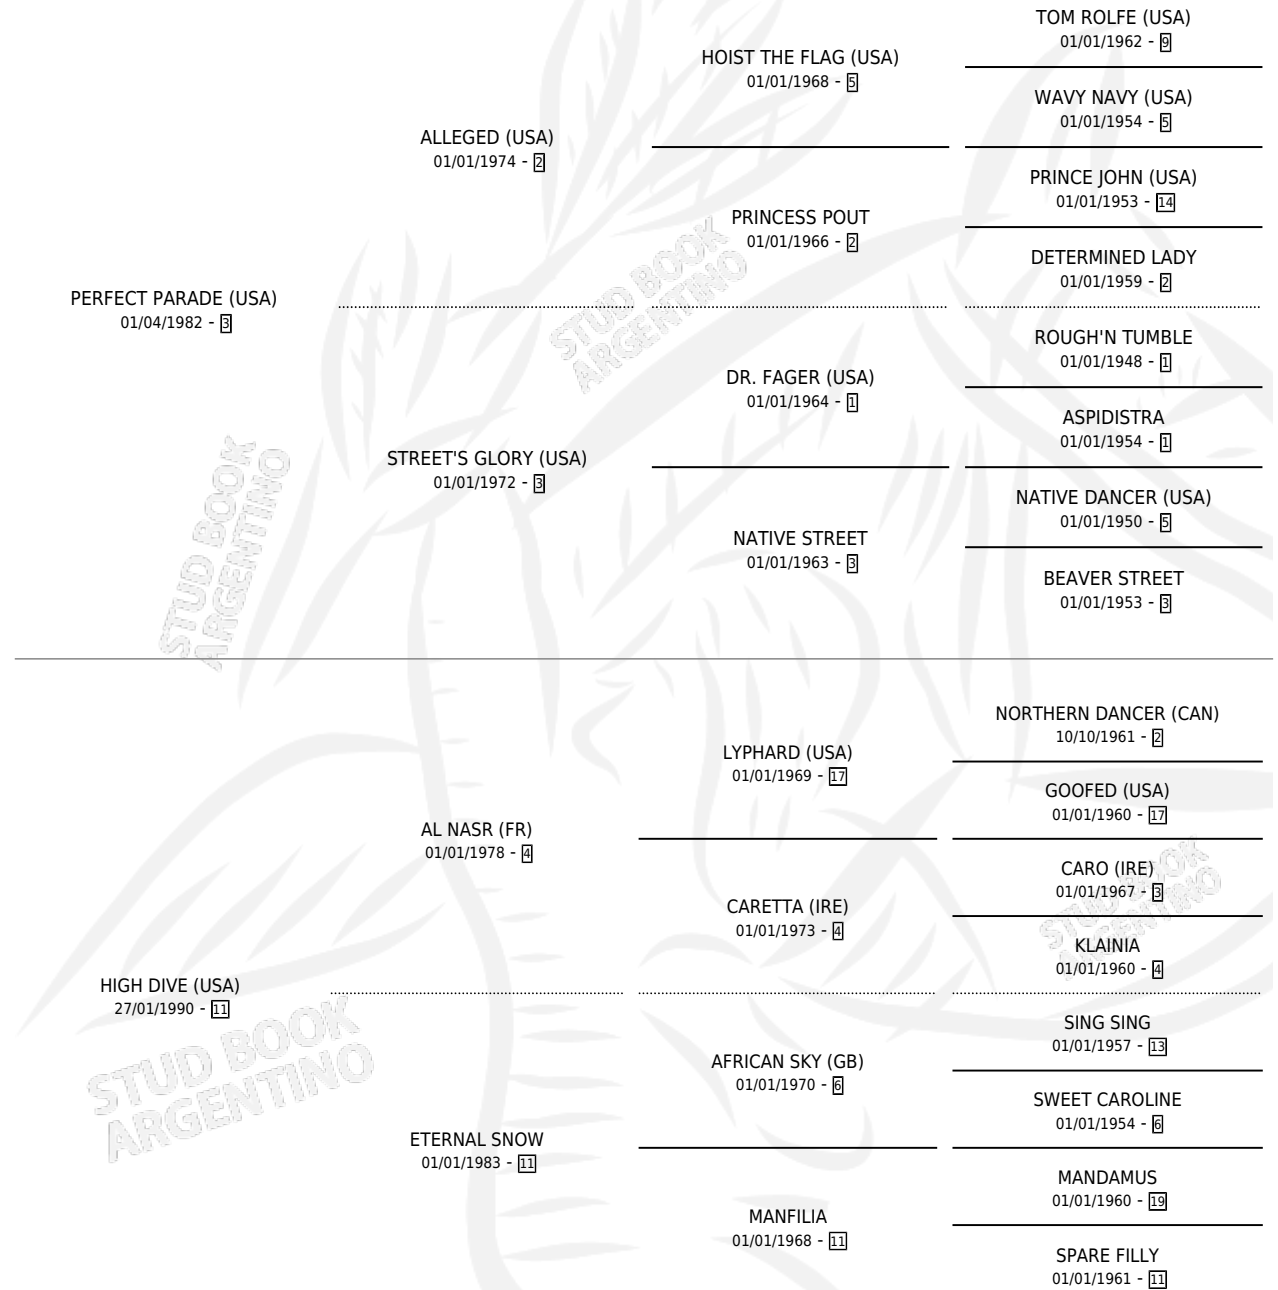 TOM ROLFE (USA)
01/01/1962 - 9
HOIST THE FLAG (USA)
01/01/1968 - 5
WAVY NAVY (USA)
01/01/1954 - 5
ALLEGED (USA)
01/01/1974 - 2
PRINCE JOHN (USA)
01/01/1953 - 14
PRINCESS POUT
01/01/1966 - 2
DETERMINED LADY
01/01/1959 - 2
PERFECT PARADE (USA)
01/04/1982 - 3
ROUGH'N TUMBLE
01/01/1948 - 1
DR. FAGER (USA)
01/01/1964 - 1
ASPIDISTRA
01/01/1954 - 1
STREET'S GLORY (USA)
01/01/1972 - 3
NATIVE DANCER (USA)
01/01/1950 - 5
NATIVE STREET
01/01/1963 - 3
BEAVER STREET
01/01/1953 - 3
STUD BOOK
ARGENTINO
STUD BOOK
ARGENTINO
NORTHERN DANCER (CAN)
10/10/1961 - 2
LYPHARD (USA)
01/01/1969 - 17
GOOFED (USA)
01/01/1960 - 17
AL NASR (FR)
01/01/1978 - 4
CARO (IRE)
01/01/1967 - 3
CARETTA (IRE)
01/01/1973 - 4
KLAINIA
01/01/1960 - 4
STUD BOOK
ARGENTINO
HIGH DIVE (USA)
27/01/1990 - 11
SING SING
01/01/1957 - 13
AFRICAN SKY (GB)
01/01/1970 - 6
SWEET CAROLINE
01/01/1954 - 6
STUD BOOK
ARGENTINO
ETERNAL SNOW
01/01/1983 - 11
MANDAMUS
01/01/1960 - 19
MANFILIA
01/01/1968 - 11
SPARE FILLY
01/01/1961 - 11